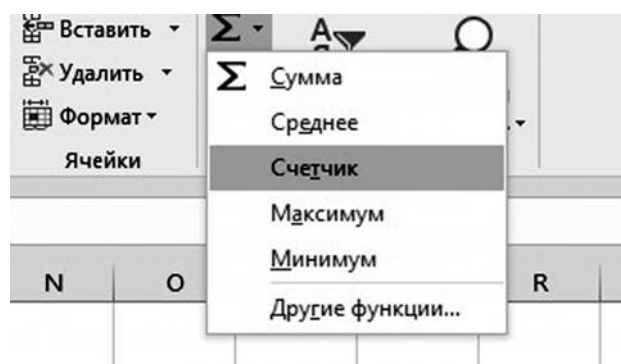 Вставить
Σ
Удалить
Формат
Ячейки
Σ Сумма
Среднее
Счетчик
Максимум
Минимум
Другие функции...
N O R